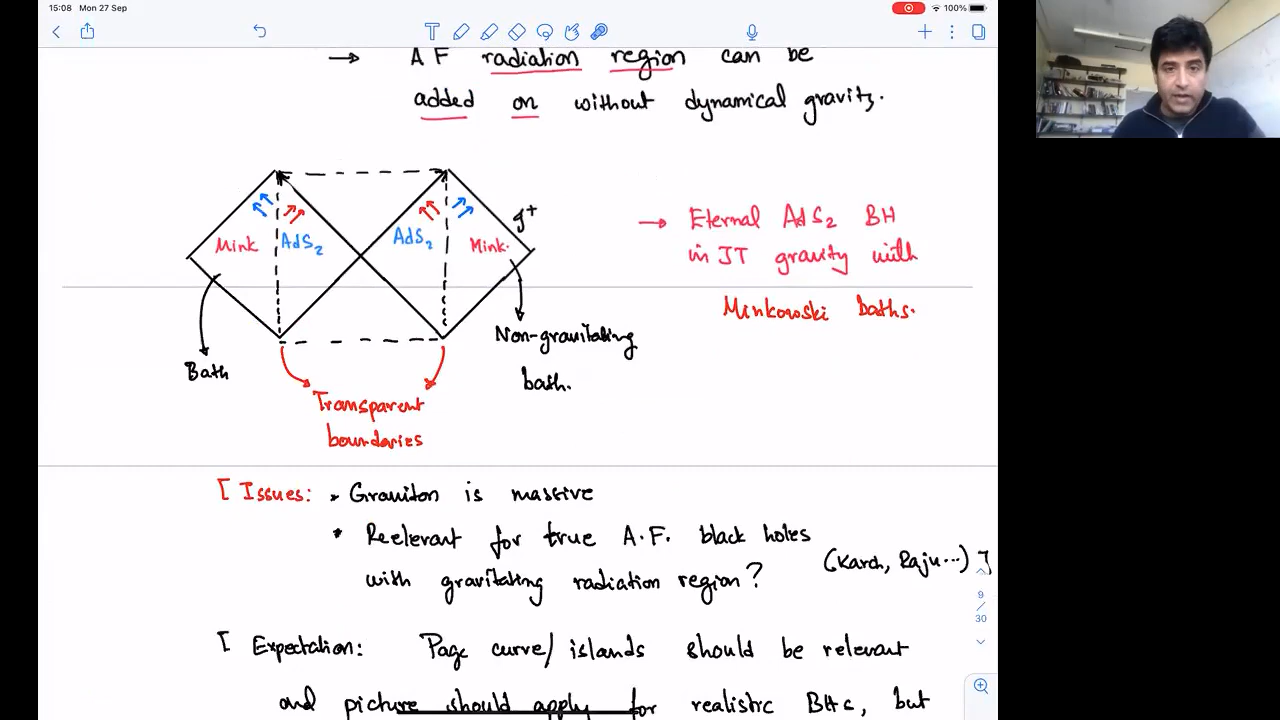 15:08 Mon 27 Sep
100%
→ A F radiation region can be
added on without dynamical gravity.
Mink AdS2 AdS2 Mink. g+
→ Eternal AdS2 BH
in JT gravity with
Minkowski baths.
Bath
Non-gravitating
bath.
Transparent
boundaries
[ Issues: * Graviton is massive
* Reelevant for true A.F. black holes
with gravitating radiation region? (Karch, Raju...) ]
9
/
30
[ Expectation: Page curve/ islands should be relevant
and picture should apply for realistic BHs, but